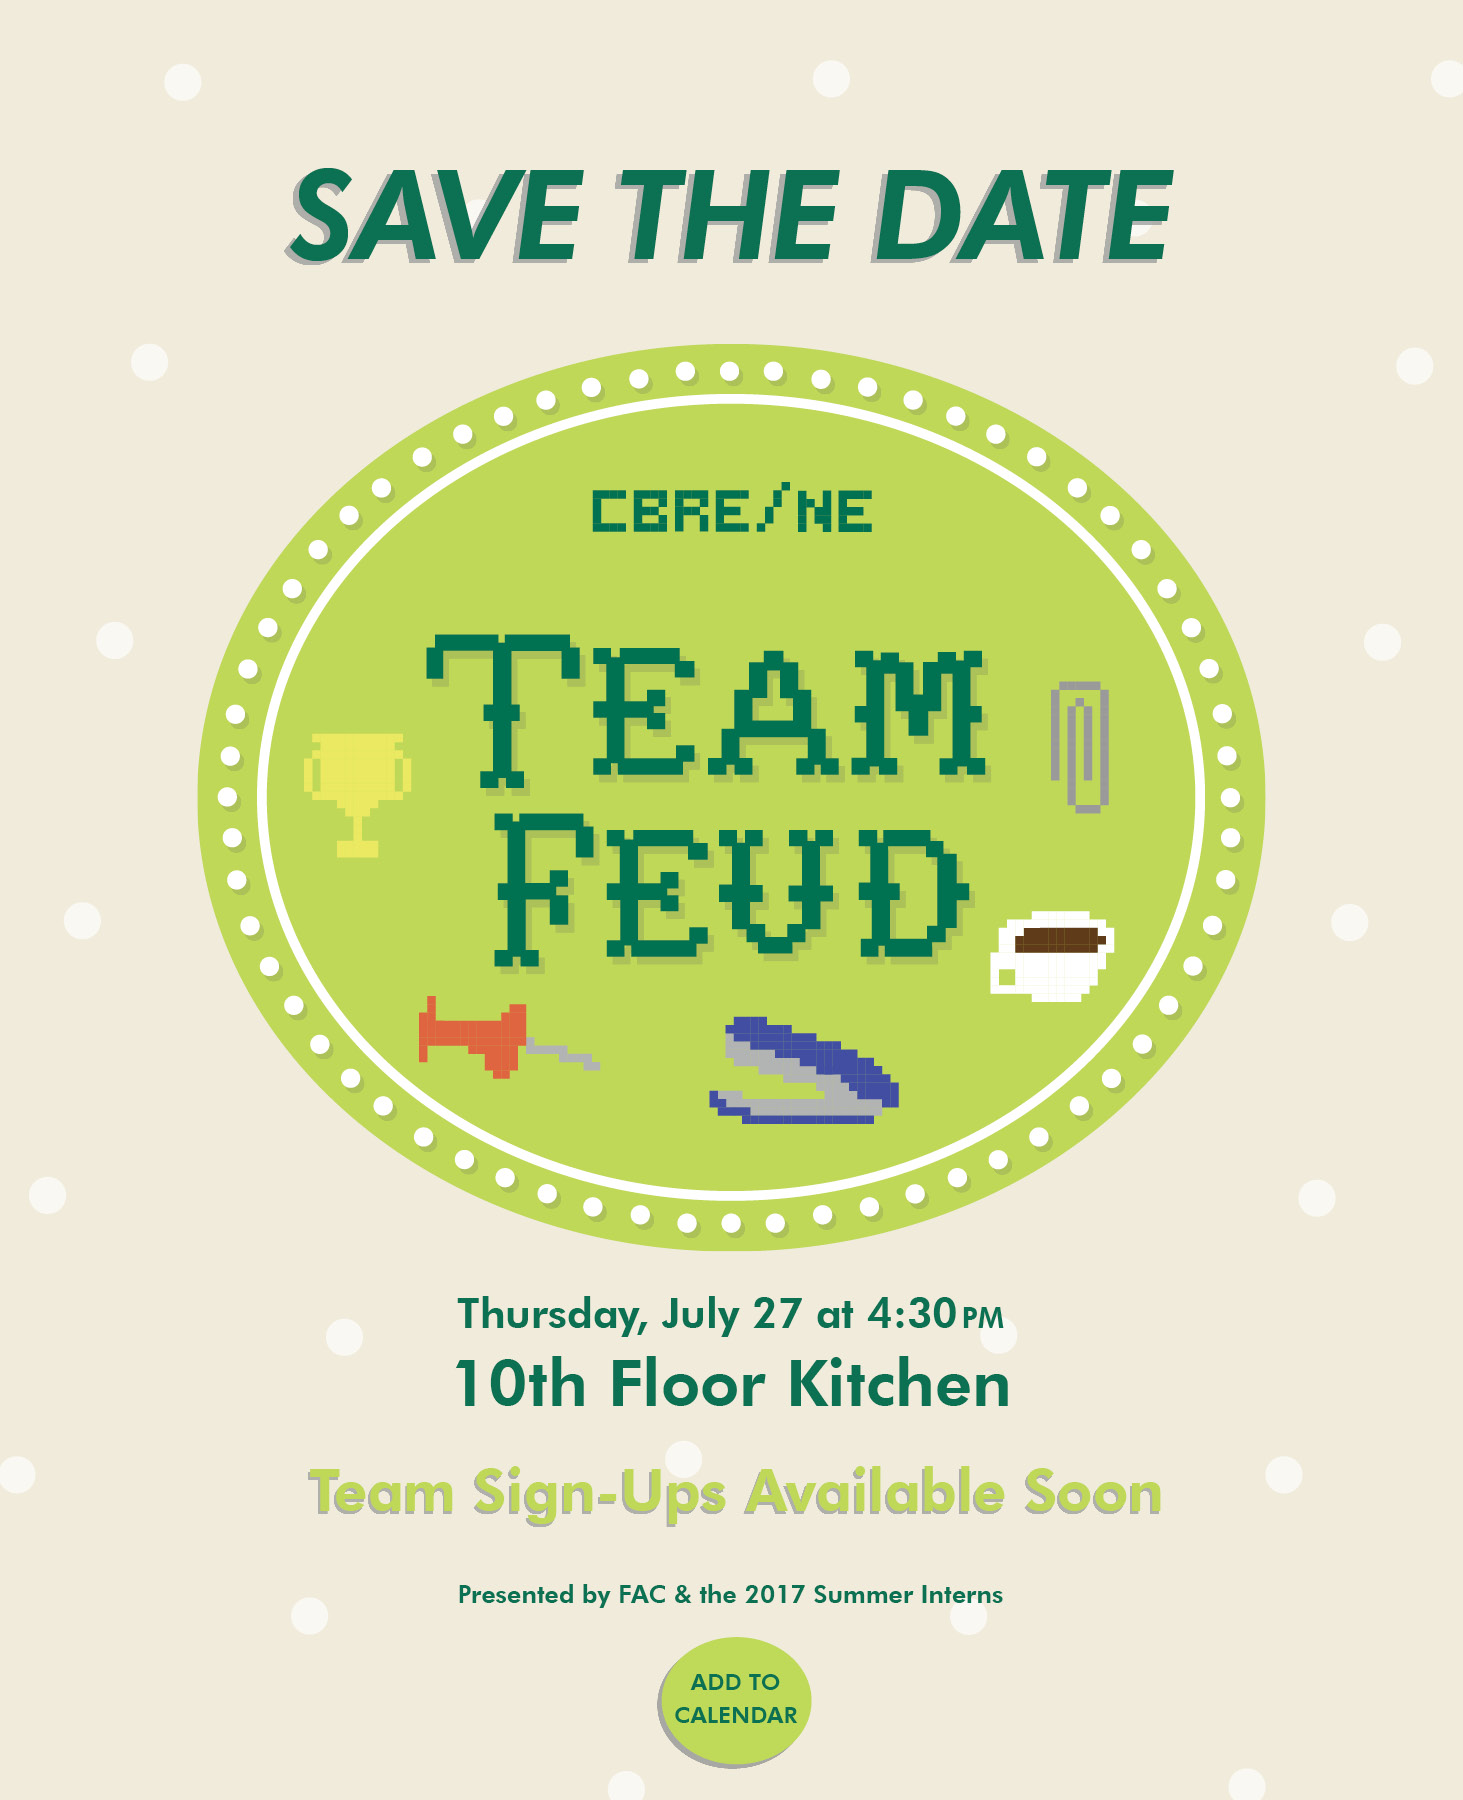 SAVE THE DATE
CBRE/NE
TEAM
FEUD
Thursday, July 27 at 4:30 PM
10th Floor Kitchen
Team Sign-Ups Available Soon
Presented by FAC & the 2017 Summer Interns
ADD TO
CALENDAR